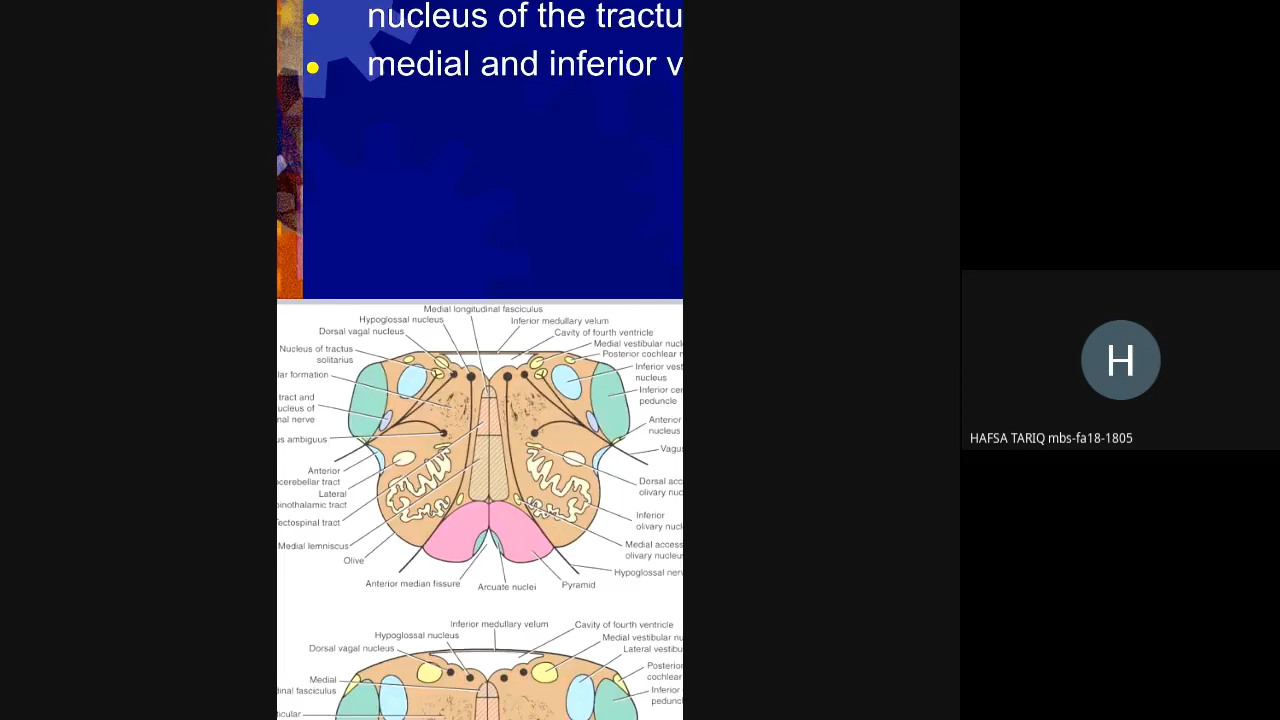 nucleus of the tractu
medial and inferior v
Medial longitudinal fasciculus
Hypoglossal nucleus
Inferior medullary velum
Dorsal vagal nucleus
Cavity of fourth ventricle
Medial vestibular nucl
Nucleus of tractus
solitarius
Posterior cochlear n
Inferior vest
nucleus
lar formation
Inferior cer
peduncle
tract and
ucleus of
nal nerve
Anterior
nucleus
us ambiguus
Vagus
Anterior
ocerebellar tract
Dorsal acc
olivary nuc
Lateral
pinothalamic tract
Inferior
olivary nucl
ectospinal tract
Medial lemniscus
Medial access
olivary nucleus
Olive
Hypoglossal nerv
Anterior median fissure
Arcuate nuclei
Pyramid
Inferior medullary velum
Cavity of fourth ventricle
Hypoglossal nucleus
Medial vestibular nu
Dorsal vagal nucleus
Lateral vestibu
Posterio
cochlear
Medial
dinal fasciculus
Inferior
peduncl
ticular
H
HAFSA TARIQ mbs-fa18-1805